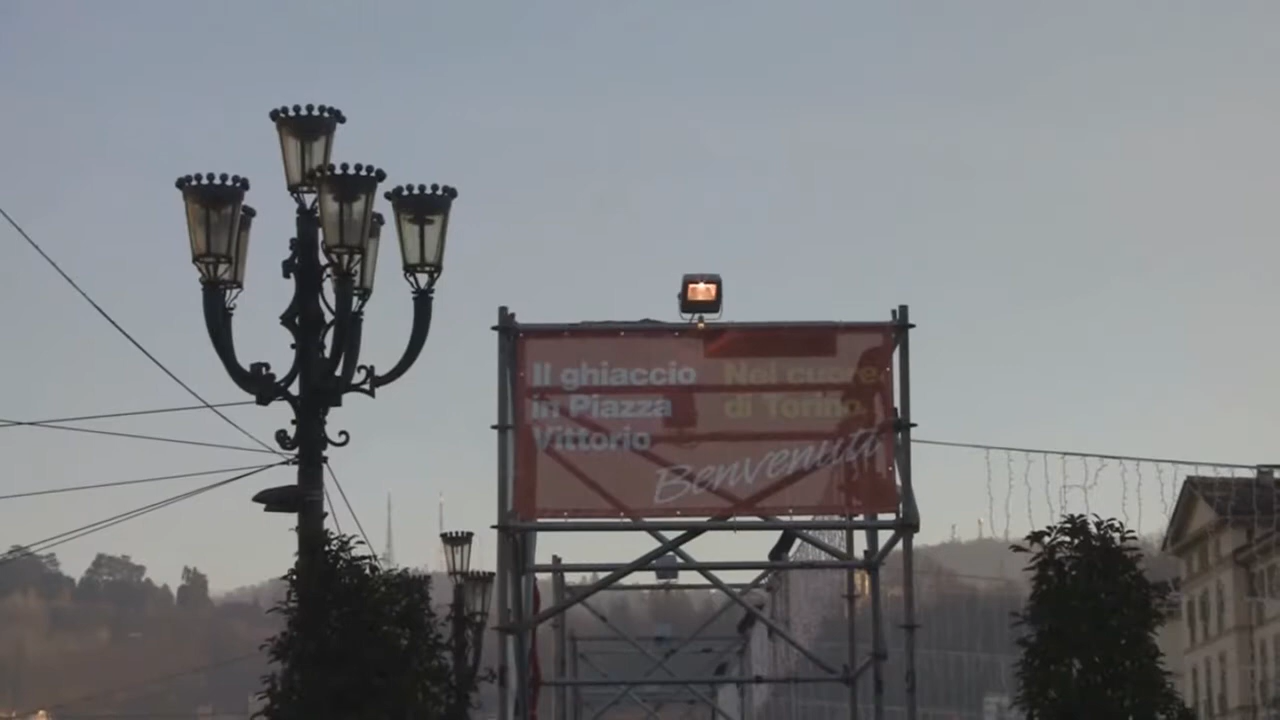 Il ghiaccio
in Piazza
Vittorio
Nel cuore
di Torino.
Benvenuti